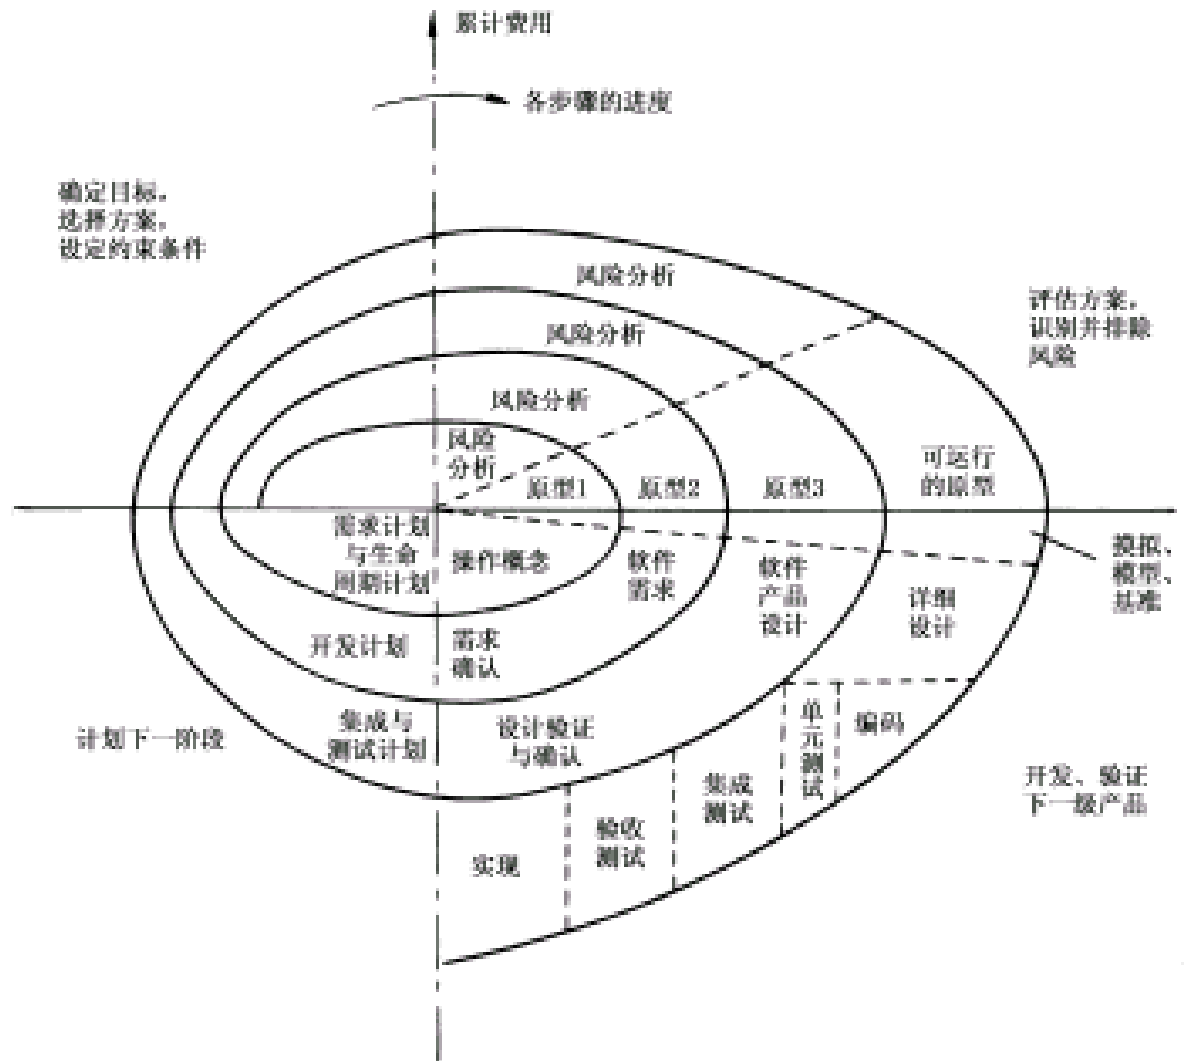 累计费用
各步骤的进度
确定目标,
选择方案,
设定约束条件
风险分析
评估方案,
识别并排除
风险
风险分析
风险分析
风险
分析
原型1
原型2
原型3
可运行
的原型
需求计划
与生命
周期计划
操作概念
软件
需求
软件
产品
设计
详细
设计
模拟、
模型、
基准
开发计划
需求
确认
计划下一阶段
集成与
测试计划
设计验证
与确认
单
元
测
试
编码
集成
测试
验收
测试
实现
开发、验证
下一级产品